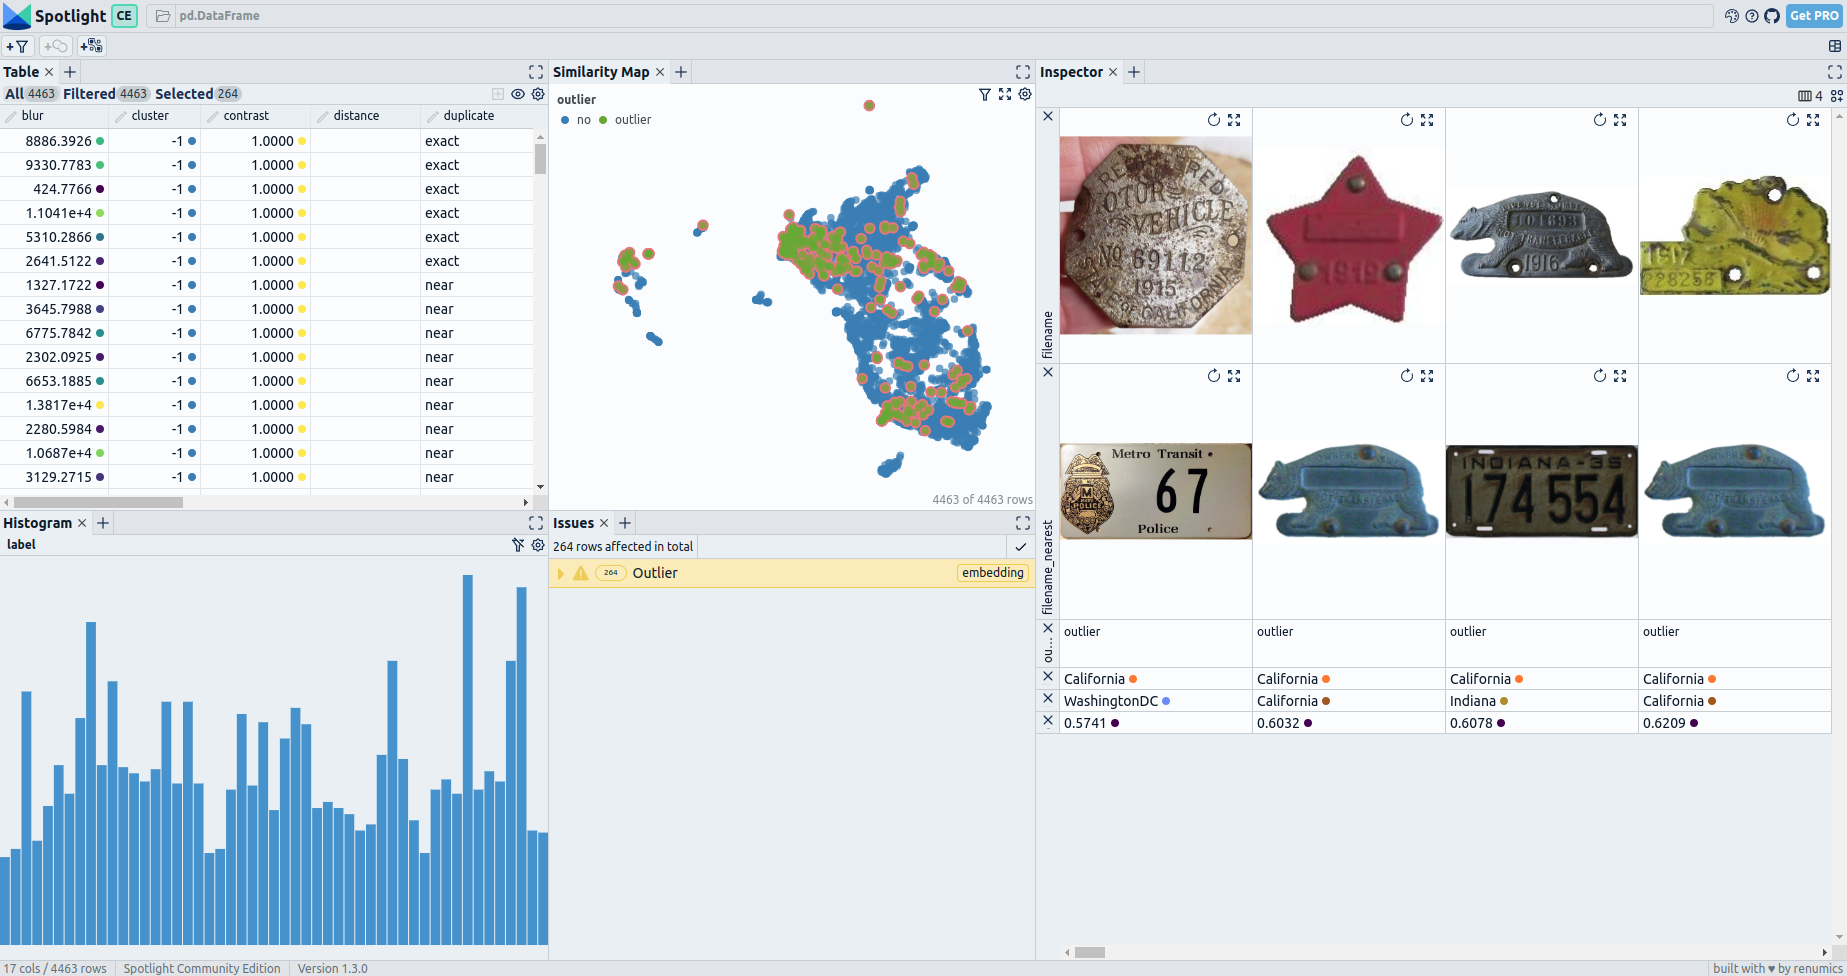 Spotlight CE pd.DataFrame Get PRO
Table
All 4463 Filtered 4463 Selected 264
blur cluster contrast distance duplicate
8886.3926 -1 1.0000 exact
9330.7783 -1 1.0000 exact
424.7766 -1 1.0000 exact
1.1041e+4 -1 1.0000 exact
5310.2866 -1 1.0000 exact
2641.5122 -1 1.0000 exact
1327.1722 -1 1.0000 near
3645.7988 -1 1.0000 near
6775.7842 -1 1.0000 near
2302.0925 -1 1.0000 near
6653.1885 -1 1.0000 near
1.3817e+4 -1 1.0000 near
2280.5984 -1 1.0000 near
1.0687e+4 -1 1.0000 near
3129.2715 -1 1.0000 near
Similarity Map
outlier
no outlier
4463 of 4463 rows
Histogram
label
Issues
264 rows affected in total
264 Outlier embedding
Inspector
4
filename
MOTOR
VEHICLE
No 69112
1915
OF CALIFORNIA
1919
101698
NOT TRANSFERABLE
1916
1917
filename_nearest
Metro Transit
67
POLICE
Police
INDIANA-35
174 554
ou...
outlier outlier outlier outlier
California California California California
WashingtonDC California Indiana California
0.5741 0.6032 0.6078 0.6209
17 cols / 4463 rows Spotlight Community Edition Version 1.3.0
built with ♥ by renumics